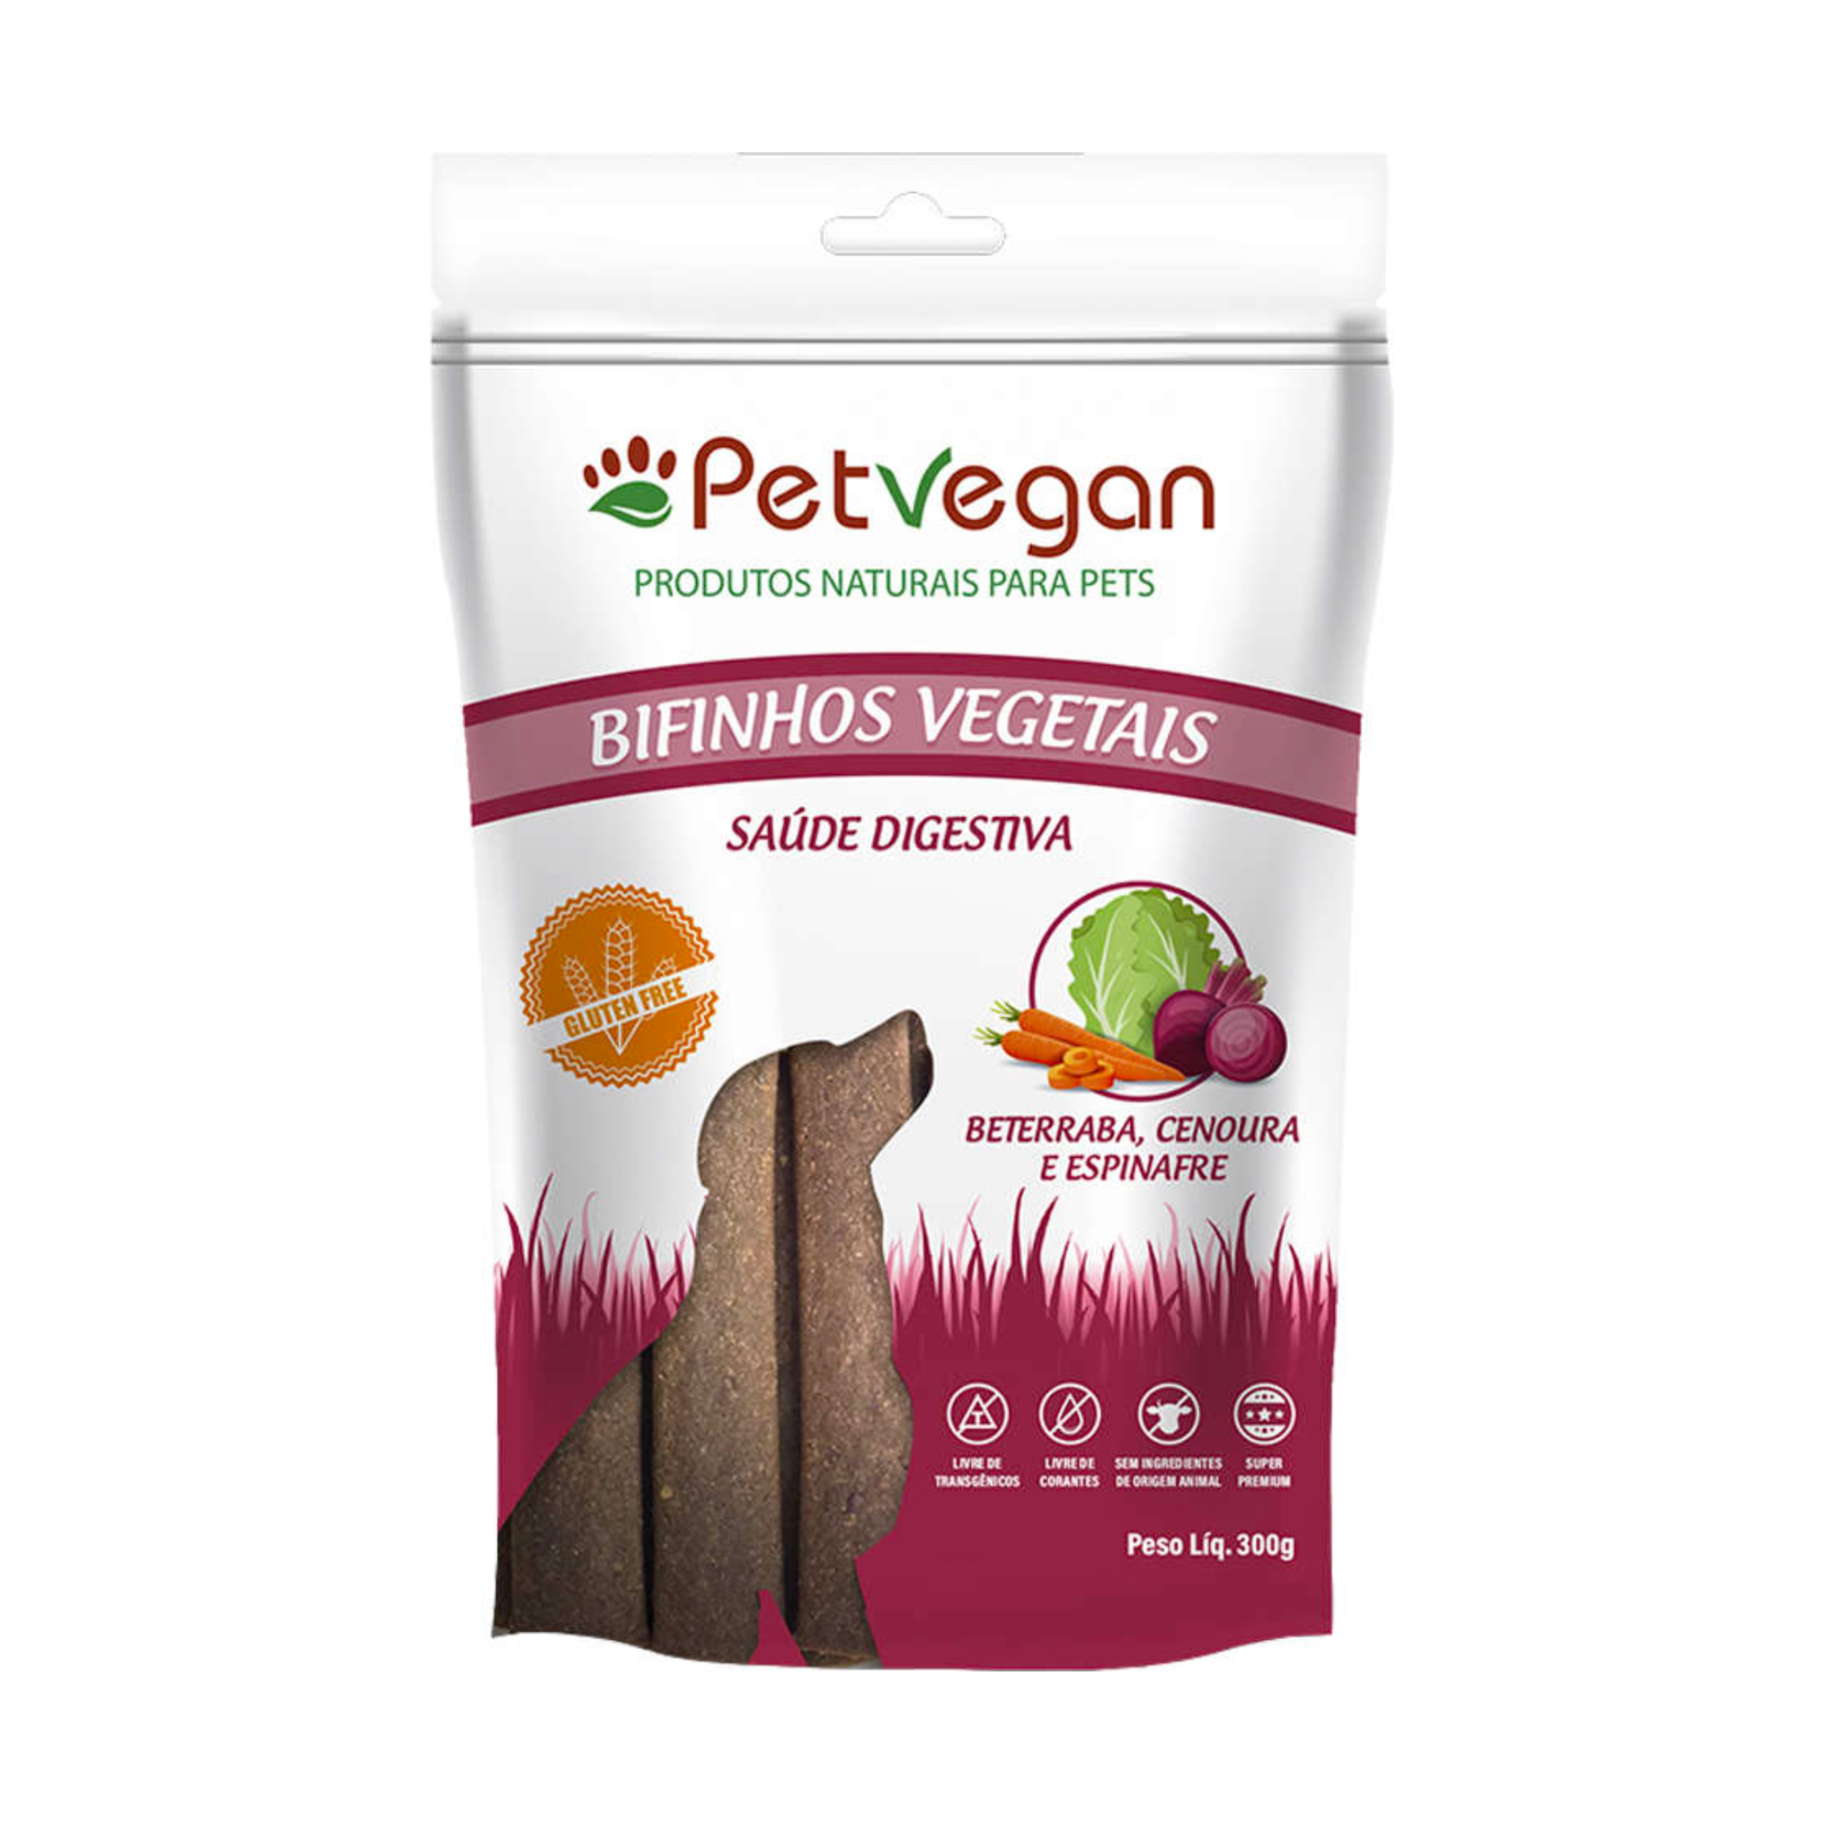 Petvegan
PRODUTOS NATURAIS PARA PETS
BIFINHOS VEGETAIS
SAÚDE DIGESTIVA
GLUTEN FREE
BETERRABA, CENOURA
E ESPINAFRE
LIVRE DE
TRANSGÊNICOS
LIVRE DE
CORANTES
SEM INGREDIENTES
DE ORIGEM ANIMAL
SUPER
PREMIUM
Peso Líq. 300g
T